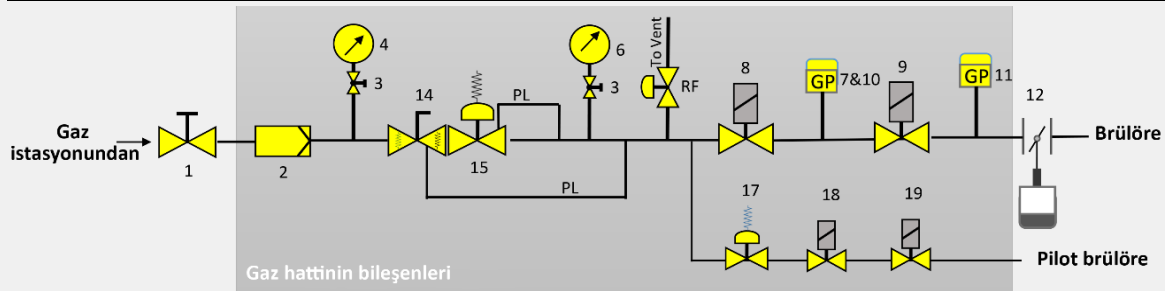 4
6
To Vent
8
GP
7&10
9
GP
11
3
14
3
RF
12
PL
Gaz
istasyonundan
Brülöre
1
2
15
PL
17
18
19
Gaz hattinin bileşenleri
Pilot brülöre